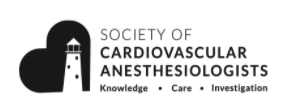 SOCIETY OF
CARDIOVASCULAR
ANESTHESIOLOGISTS
Knowledge • Care • Investigation